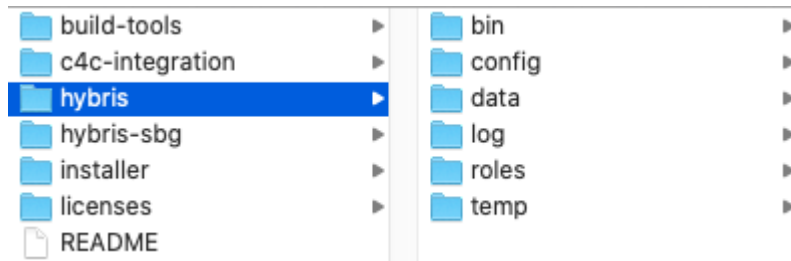 build-tools
c4c-integration
hybris
hybris-sbg
installer
licenses
README
bin
config
data
log
roles
temp